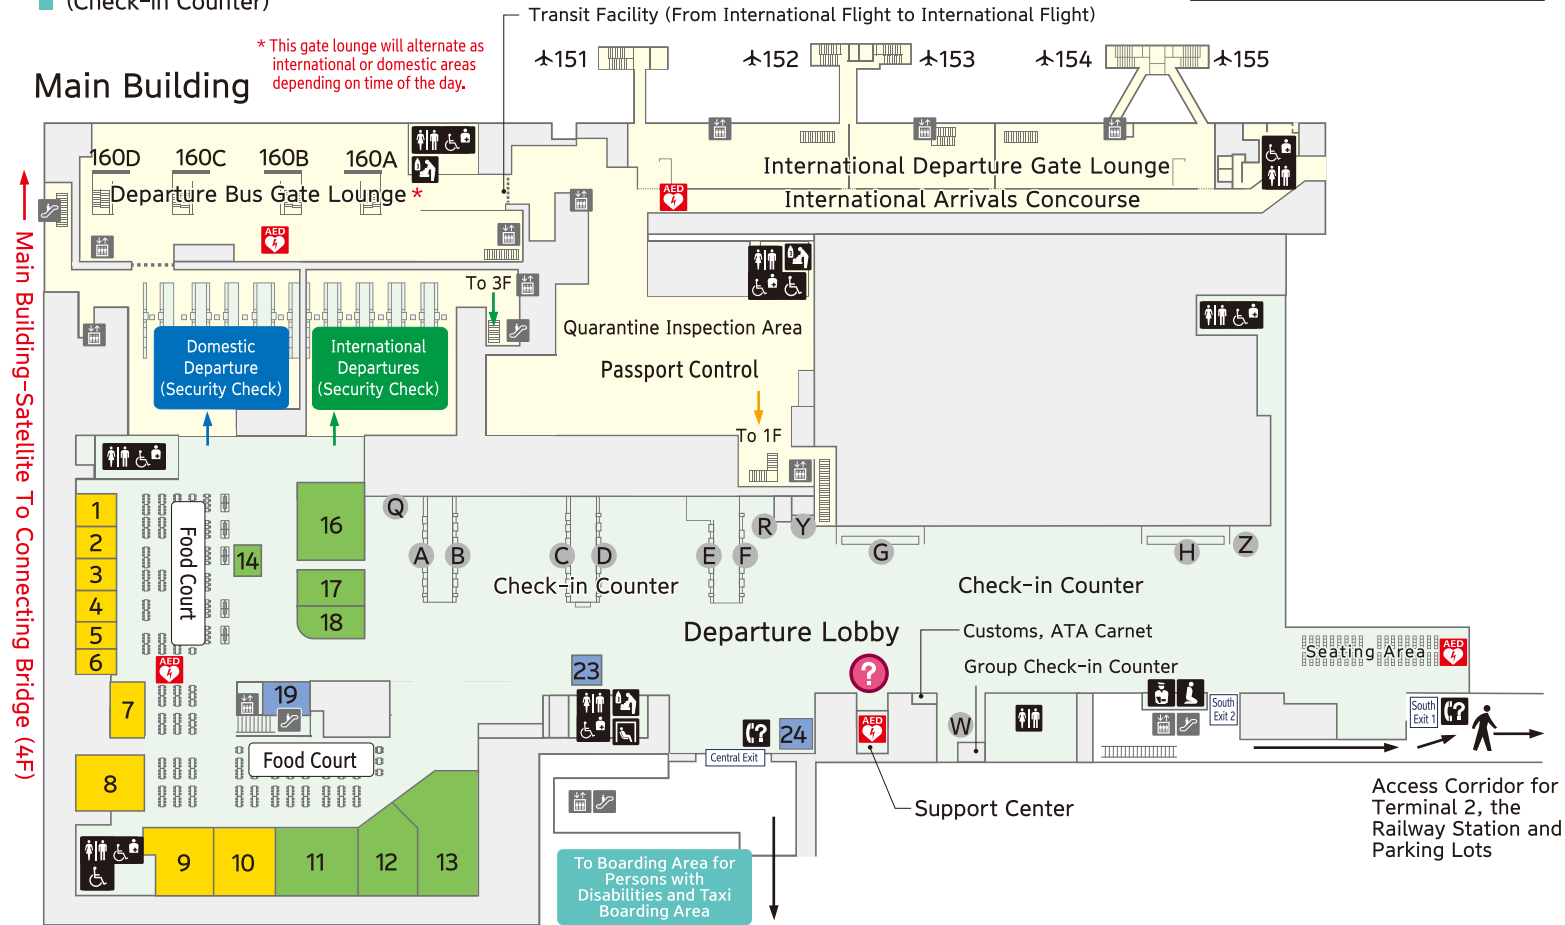 (Check-in Counter)
Transit Facility (From International Flight to International Flight)
* This gate lounge will alternate as
international or domestic areas
depending on time of the day.
Main Building
151
152
153
154
155
160D
160C
160B
160A
Departure Bus Gate Lounge *
International Departure Gate Lounge
International Arrivals Concourse
AED
AED
Main Building-Satellite To Connecting Bridge (4F)
To 3F
Quarantine Inspection Area
Passport Control
Domestic
Departure
(Security Check)
International
Departures
(Security Check)
To 1F
1
2
3
4
5
6
7
8
9
10
11
12
13
14
16
17
18
19
23
24
Food Court
Food Court
AED
Q
A
B
C
D
E
F
R
Y
G
H
Z
W
Check-in Counter
Check-in Counter
Departure Lobby
?
Customs, ATA Carnet
Group Check-in Counter
Seating Area
AED
AED
?
?
South
Exit 2
South
Exit 1
Central Exit
Support Center
Access Corridor for
Terminal 2, the
Railway Station and
Parking Lots
To Boarding Area for
Persons with
Disabilities and Taxi
Boarding Area